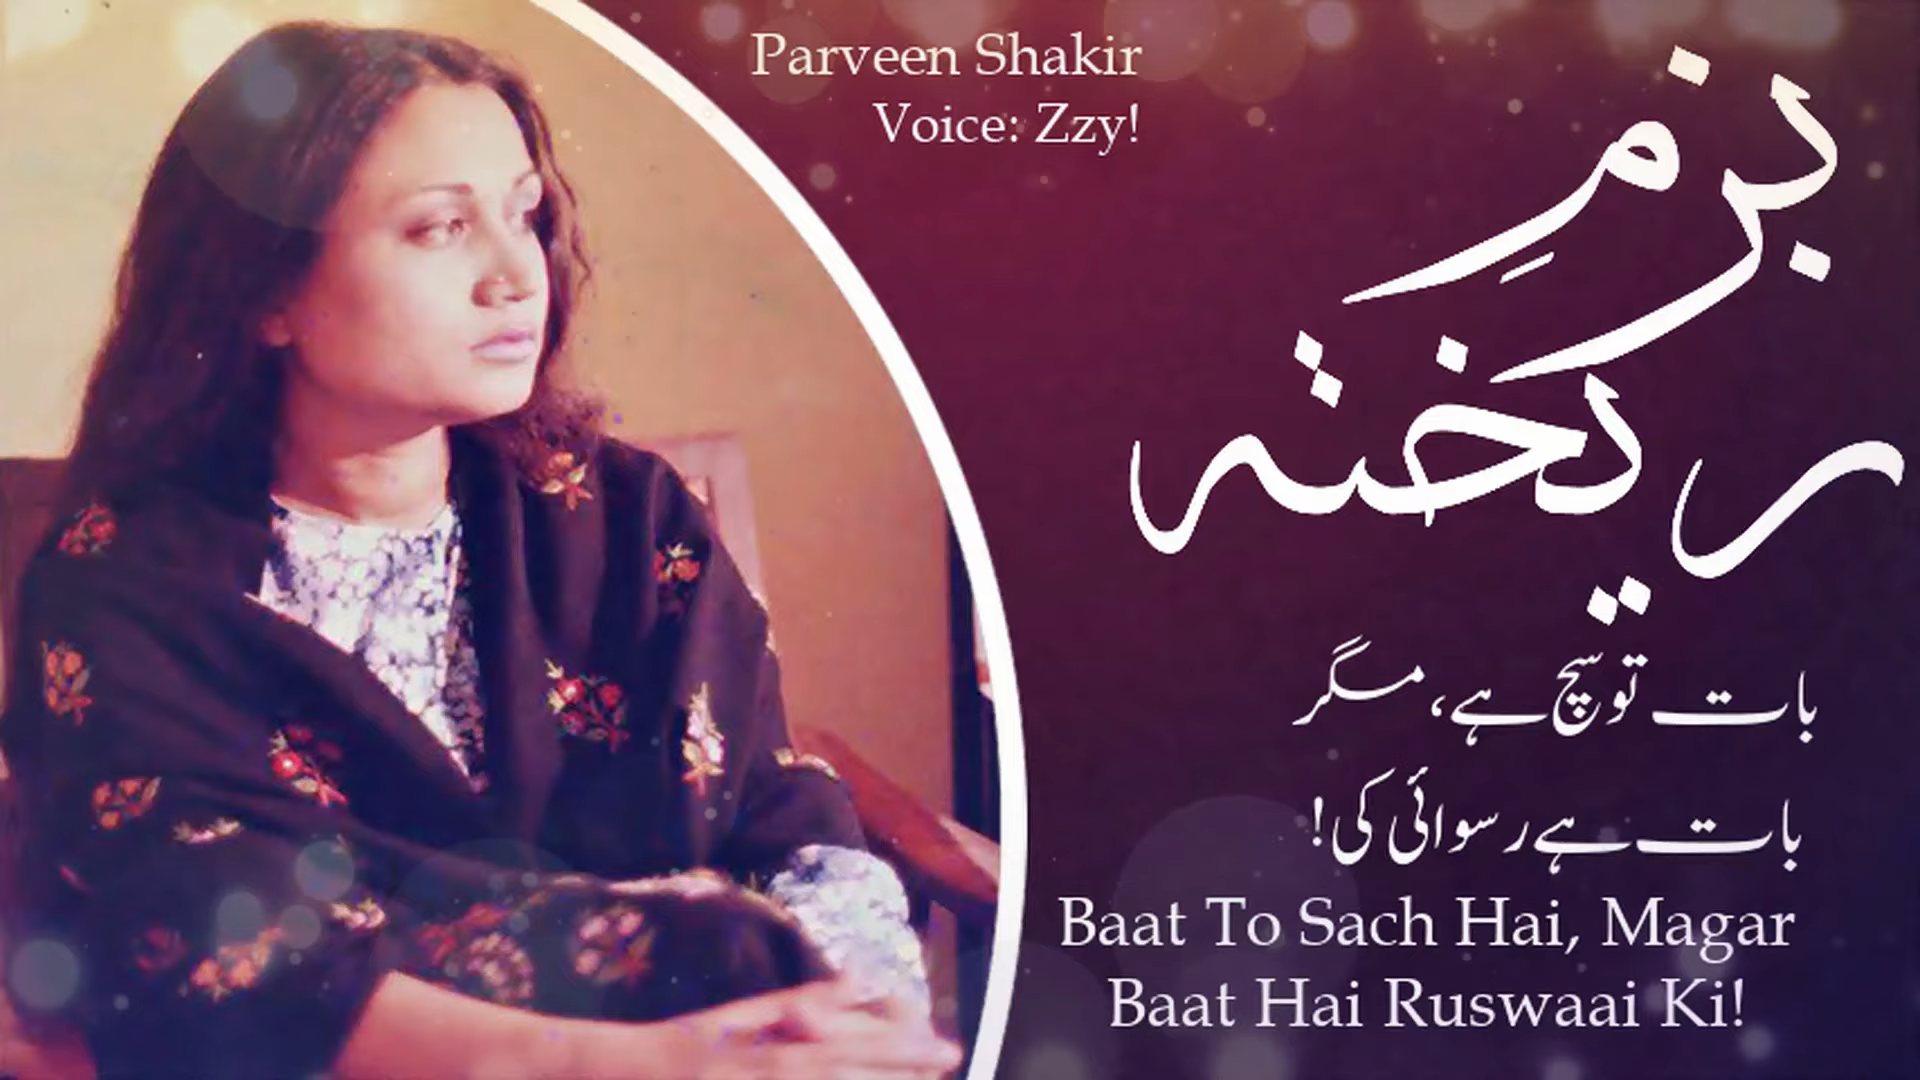 Parveen Shakir
Voice: Zzy!
بزمِ
ریختہ
بات تو سچ ہے، مگر
بات ہے رسوائی کی!
Baat To Sach Hai, Magar
Baat Hai Ruswaai Ki!